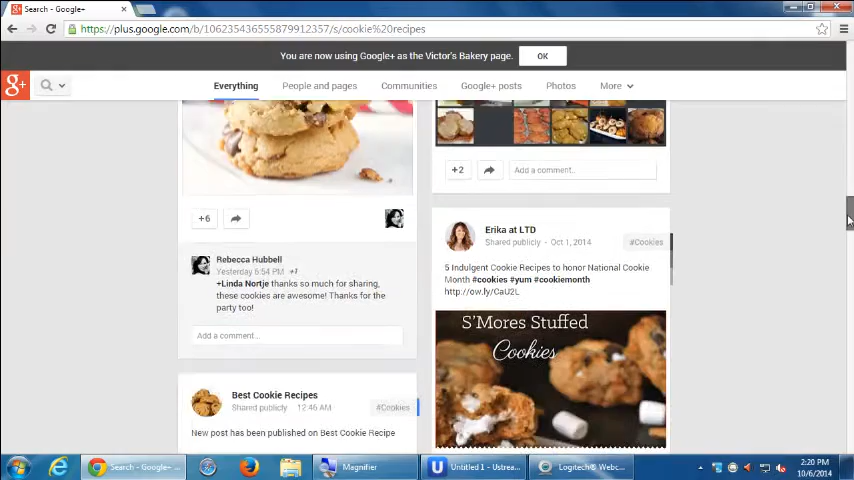 Search - Google+
https://plus.google.com/b/106235436555879912357/s/cookie%20recipes
You are now using Google+ as the Victor's Bakery page.
OK
g+
Everything
People and pages
Communities
Google+ posts
Photos
More
+6
Rebecca Hubbell
Yesterday 6:54 PM +1
+Linda Nortje thanks so much for sharing,
these cookies are awesome! Thanks for the
party too!
Add a comment...
Best Cookie Recipes
Shared publicly · 12:46 AM
#Cookies
New post has been published on Best Cookie Recipe
+2
Add a comment..
Erika at LTD
Shared publicly · Oct 1, 2014
#Cookies
5 Indulgent Cookie Recipes to honor National Cookie
Month #cookies #yum #cookiemonth
http://ow.ly/CaU2L
S'Mores Stuffed
Cookies
Search - Google+ -...
Magnifier
Untitled 1 - Ustrea...
Logitech® Webc...
2:20 PM
10/6/2014